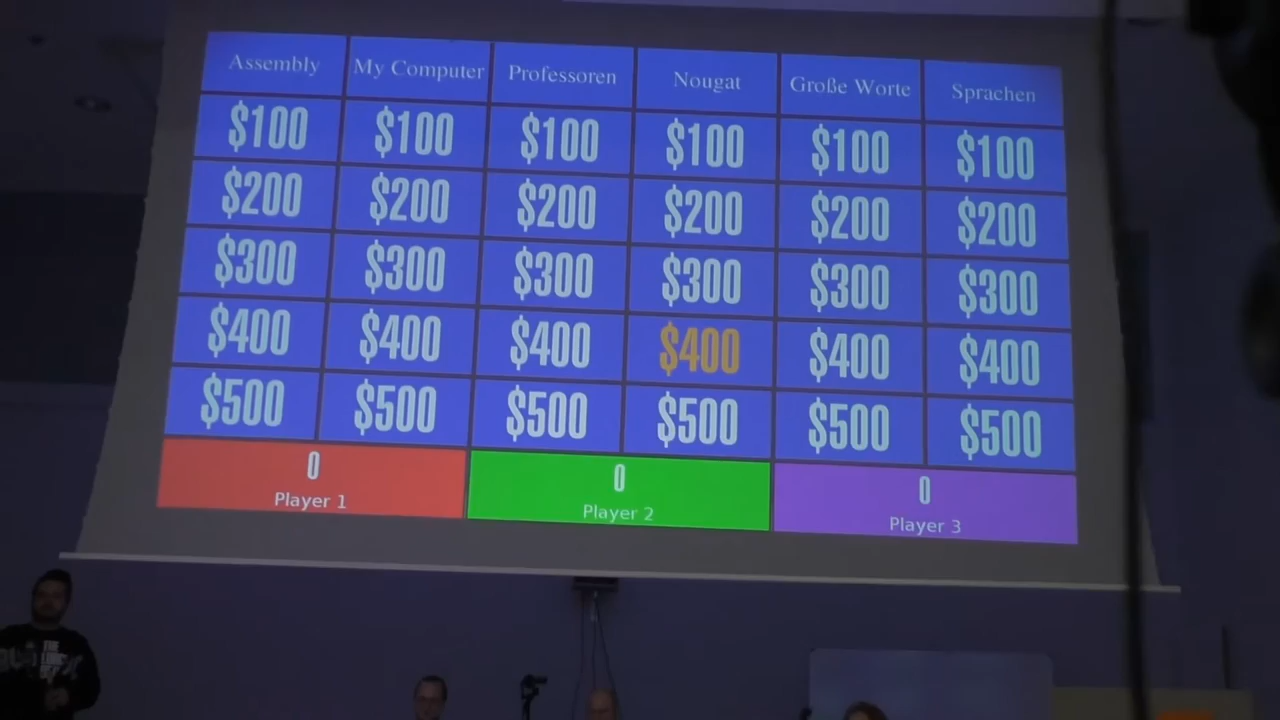 Assembly My Computer Professoren Nougat Große Worte Sprachen
$100 $100 $100 $100 $100 $100
$200 $200 $200 $200 $200 $200
$300 $300 $300 $300 $300 $300
$400 $400 $400 $400 $400 $400
$500 $500 $500 $500 $500 $500
0 0 0
Player 1 Player 2 Player 3
THE